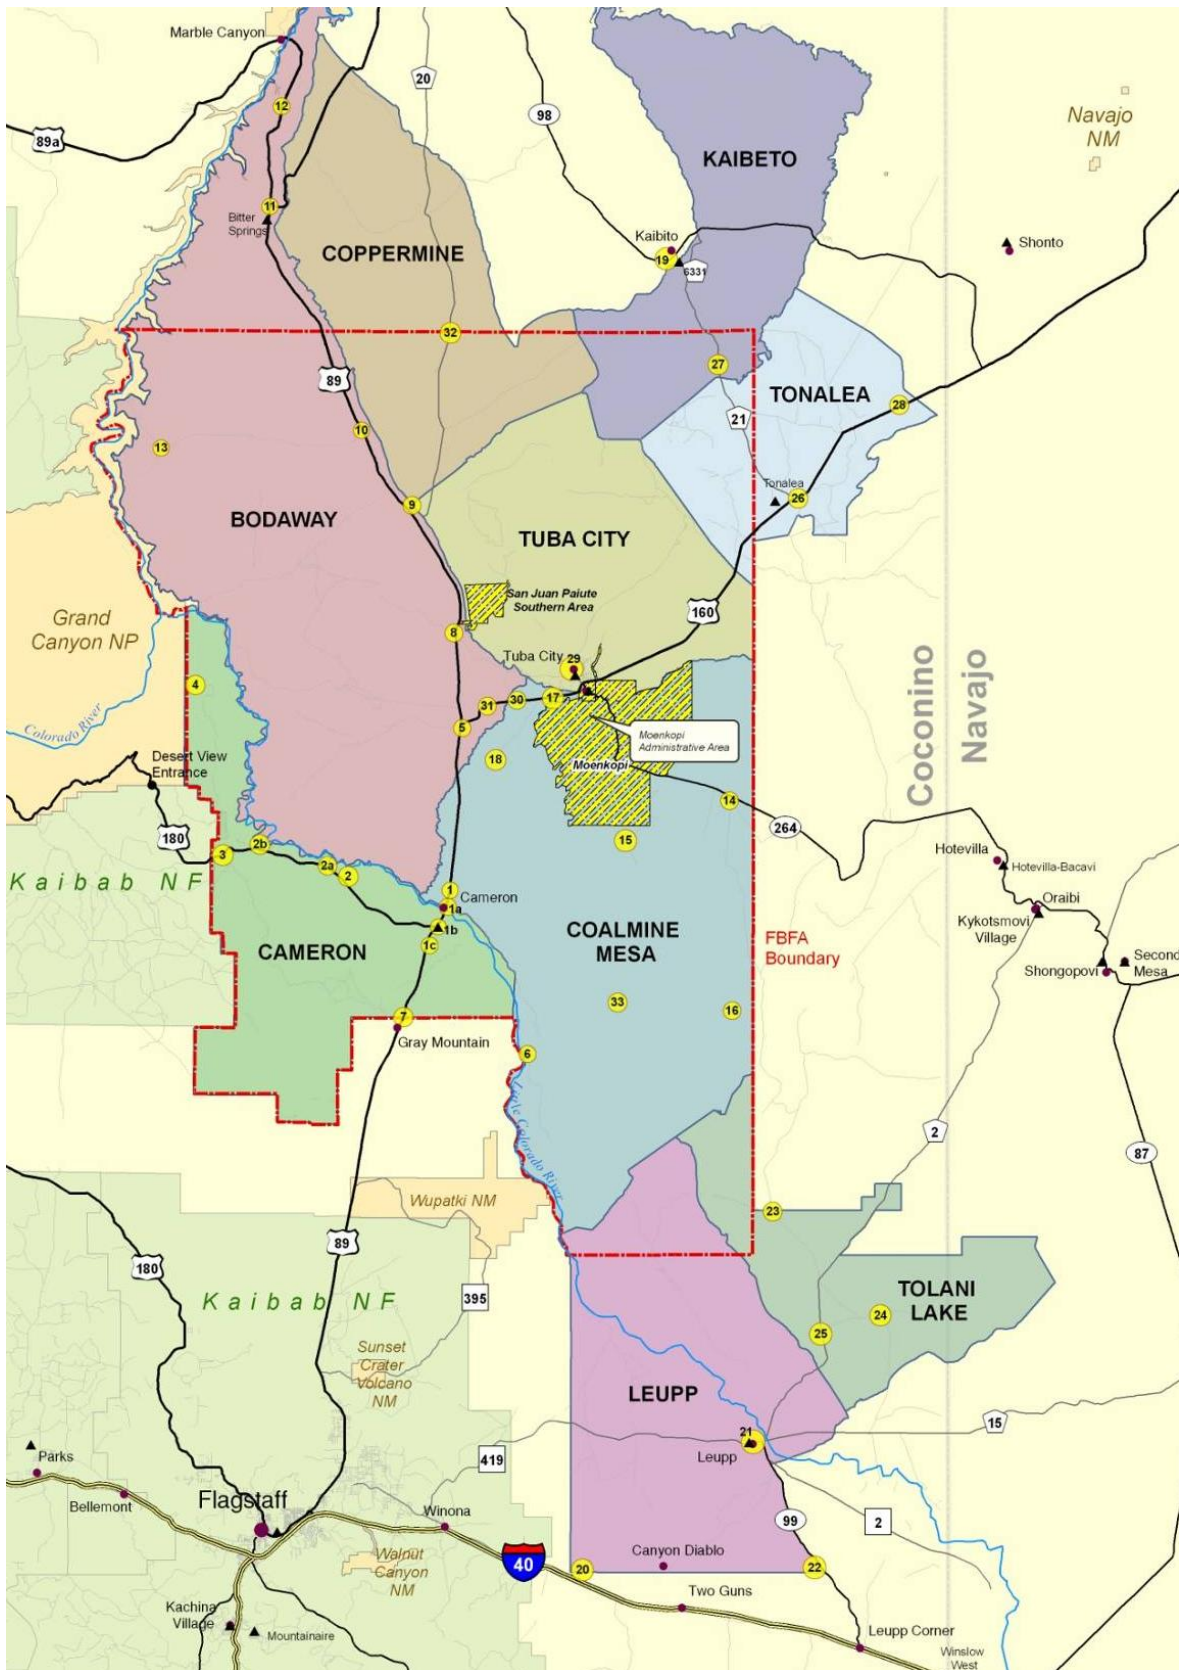 Marble Canyon
20
12
98
Navajo
NM
89a
KAIBETO
11
Bitter
Springs
COPPERMINE
Kaibito
19
6331
Shonto
32
27
89
TONALEA
28
21
10
13
Tonalea
26
9
BODAWAY
TUBA CITY
San Juan Paiute
Southern Area
Grand
Canyon NP
160
8
Tuba City
29
4
17
30
31
5
Colorado River
Moenkopi
Administrative Area
Coconino
Navajo
18
Moenkopi
Desert View
Entrance
14
264
180
2b
15
3
2a
2
Hotevilla
Hotevilla-Bacavi
Kaibab NF
1
Cameron
1a
Oraibi
1b
Kykotsmovi
Village
COALMINE
MESA
1c
CAMERON
FBFA
Boundary
Second
Mesa
Shongopovi
33
16
7
Gray Mountain
6
Little Colorado River
2
87
Wupatki NM
23
89
180
Kaibab NF
395
TOLANI
LAKE
24
25
Sunset
Crater
Volcano
NM
LEUPP
15
21
Leupp
Parks
419
Bellemont
Flagstaff
Winona
99
2
Walnut
Canyon
NM
40
Canyon Diablo
20
22
Two Guns
Kachina
Village
Mountainaire
Leupp Corner
Winslow
West